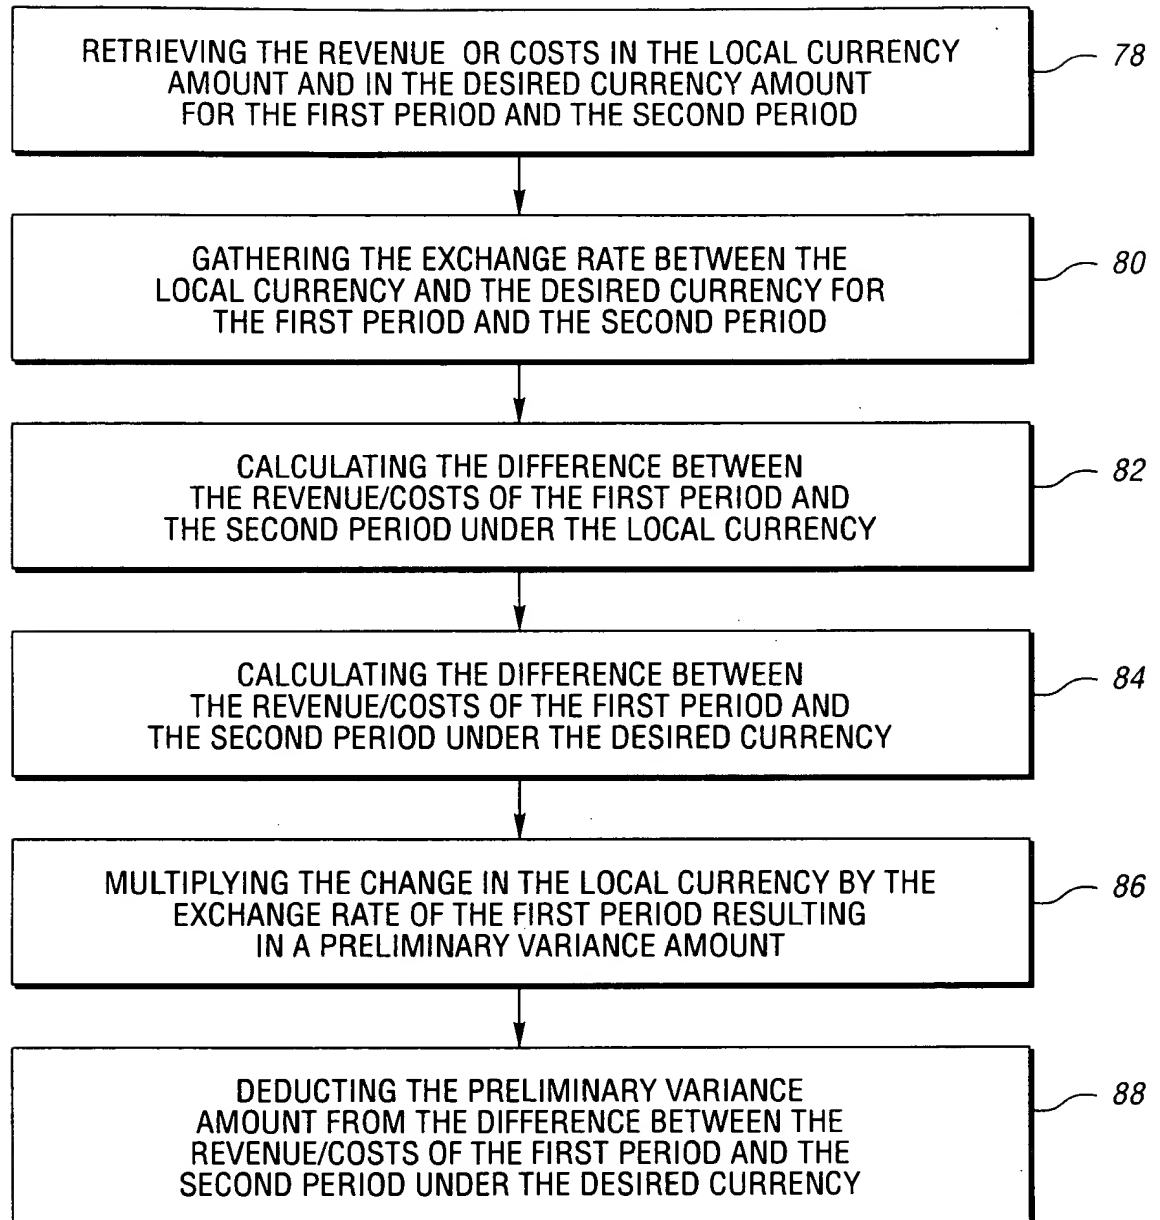 RETRIEVING THE REVENUE OR COSTS IN THE LOCAL CURRENCY
AMOUNT AND IN THE DESIRED CURRENCY AMOUNT
FOR THE FIRST PERIOD AND THE SECOND PERIOD
78
GATHERING THE EXCHANGE RATE BETWEEN THE
LOCAL CURRENCY AND THE DESIRED CURRENCY FOR
THE FIRST PERIOD AND THE SECOND PERIOD
80
CALCULATING THE DIFFERENCE BETWEEN
THE REVENUE/COSTS OF THE FIRST PERIOD AND
THE SECOND PERIOD UNDER THE LOCAL CURRENCY
82
CALCULATING THE DIFFERENCE BETWEEN
THE REVENUE/COSTS OF THE FIRST PERIOD AND
THE SECOND PERIOD UNDER THE DESIRED CURRENCY
84
MULTIPLYING THE CHANGE IN THE LOCAL CURRENCY BY THE
EXCHANGE RATE OF THE FIRST PERIOD RESULTING
IN A PRELIMINARY VARIANCE AMOUNT
86
DEDUCTING THE PRELIMINARY VARIANCE
AMOUNT FROM THE DIFFERENCE BETWEEN THE
REVENUE/COSTS OF THE FIRST PERIOD AND THE
SECOND PERIOD UNDER THE DESIRED CURRENCY
88